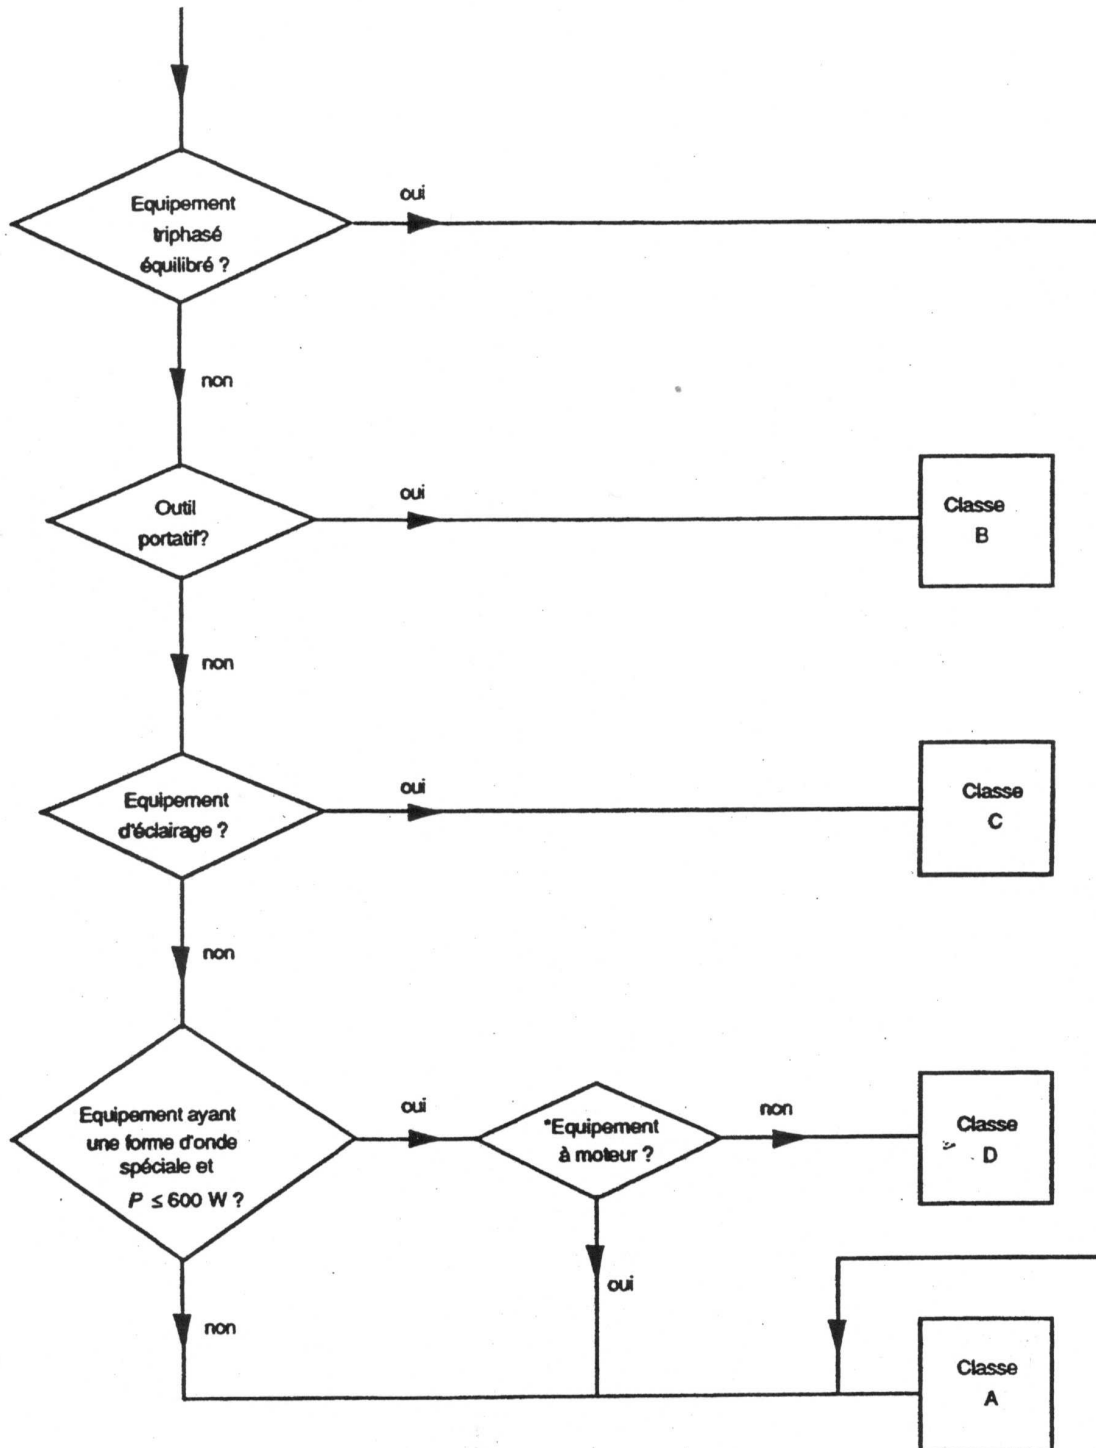 Equipement
triphasé
équilibré ?
oui
non
Outil
portatif?
oui
Classe
B
non
Equipement
d'éclairage ?
oui
Classe
C
non
Equipement ayant
une forme d'onde
spéciale et
P ≤ 600 W ?
oui
*Equipement
à moteur ?
non
Classe
D
oui
non
Classe
A